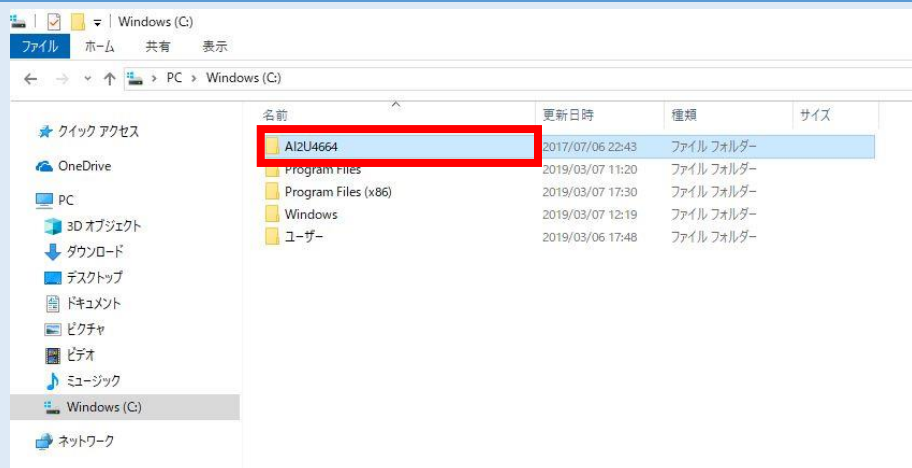 Windows (C:)
ファイル ホーム 共有 表示
PC Windows (C:)
名前 更新日時 種類 サイズ
クイック アクセス
AI2U4664 2017/07/06 22:43 ファイル フォルダー
OneDrive
Program Files 2019/03/07 11:20 ファイル フォルダー
Program Files (x86) 2019/03/07 17:30 ファイル フォルダー
PC
Windows 2019/03/07 12:19 ファイル フォルダー
3D オブジェクト
ユーザー 2019/03/06 17:48 ファイル フォルダー
ダウンロード
デスクトップ
ドキュメント
ピクチャ
ビデオ
ミュージック
Windows (C:)
ネットワーク